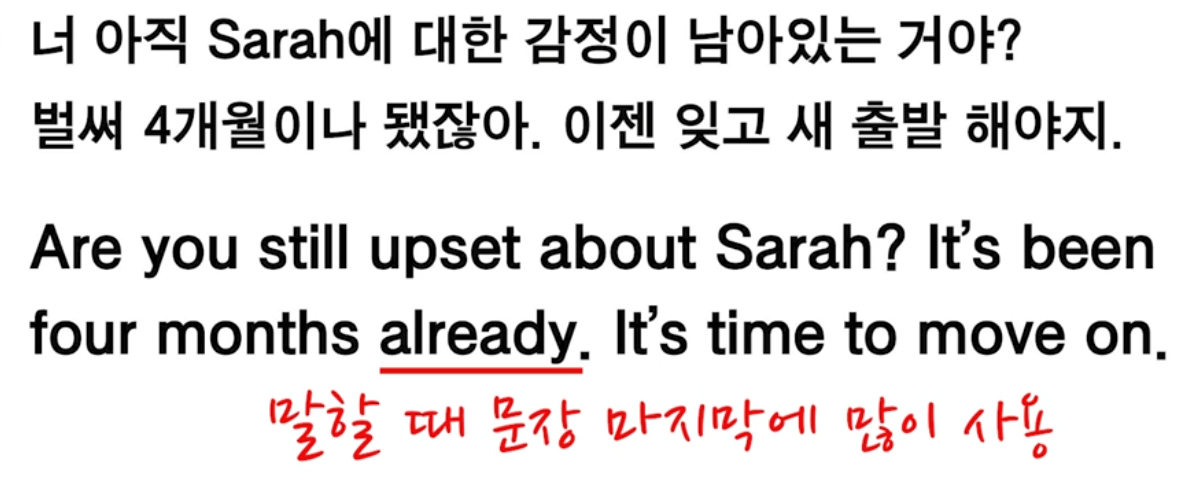 너 아직 Sarah에 대한 감정이 남아있는 거야?
벌써 4개월이나 됐잖아. 이젠 잊고 새 출발 해야지.
Are you still upset about Sarah? It's been
four months already. It's time to move on.
말할 때 문장 마지막에 많이 사용